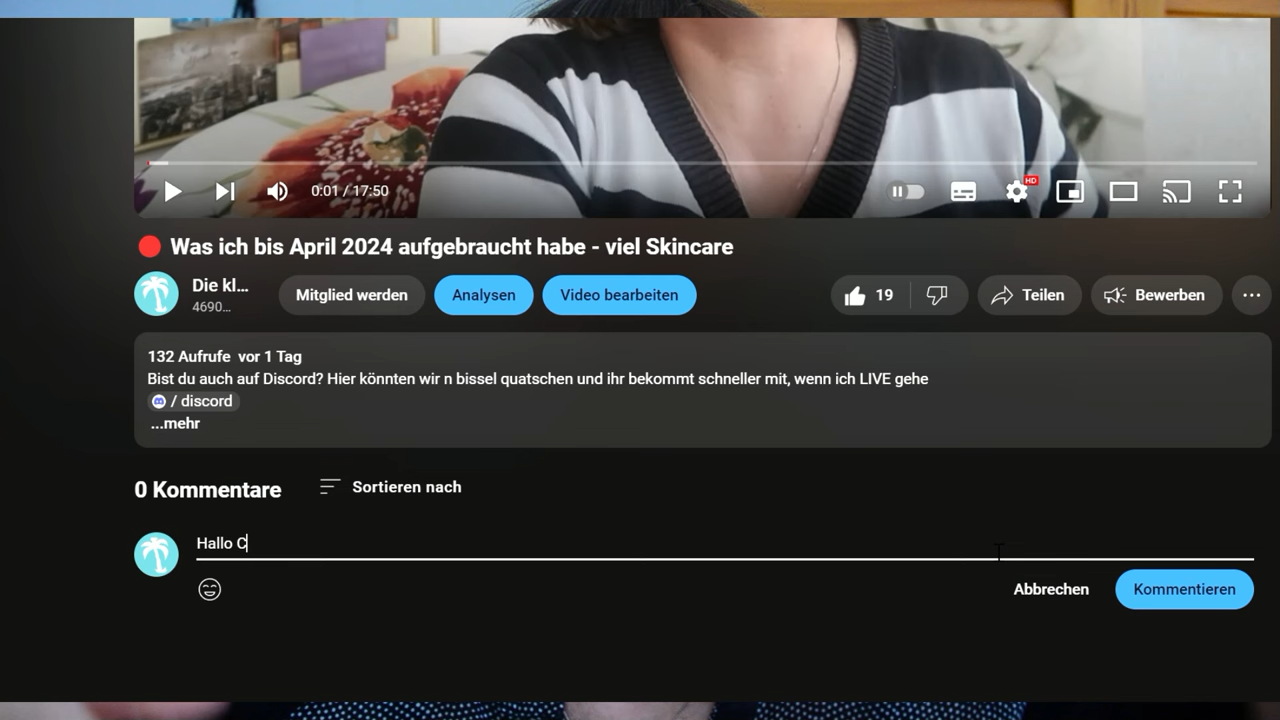 0:01 / 17:50
HD
🔴 Was ich bis April 2024 aufgebraucht habe - viel Skincare
Die kl...
4690...
Mitglied werden
Analysen
Video bearbeiten
19
Teilen
Bewerben
132 Aufrufe vor 1 Tag
Bist du auch auf Discord? Hier könnten wir n bissel quatschen und ihr bekommt schneller mit, wenn ich LIVE gehe
/ discord
...mehr
0 Kommentare
Sortieren nach
Hallo C
Abbrechen
Kommentieren